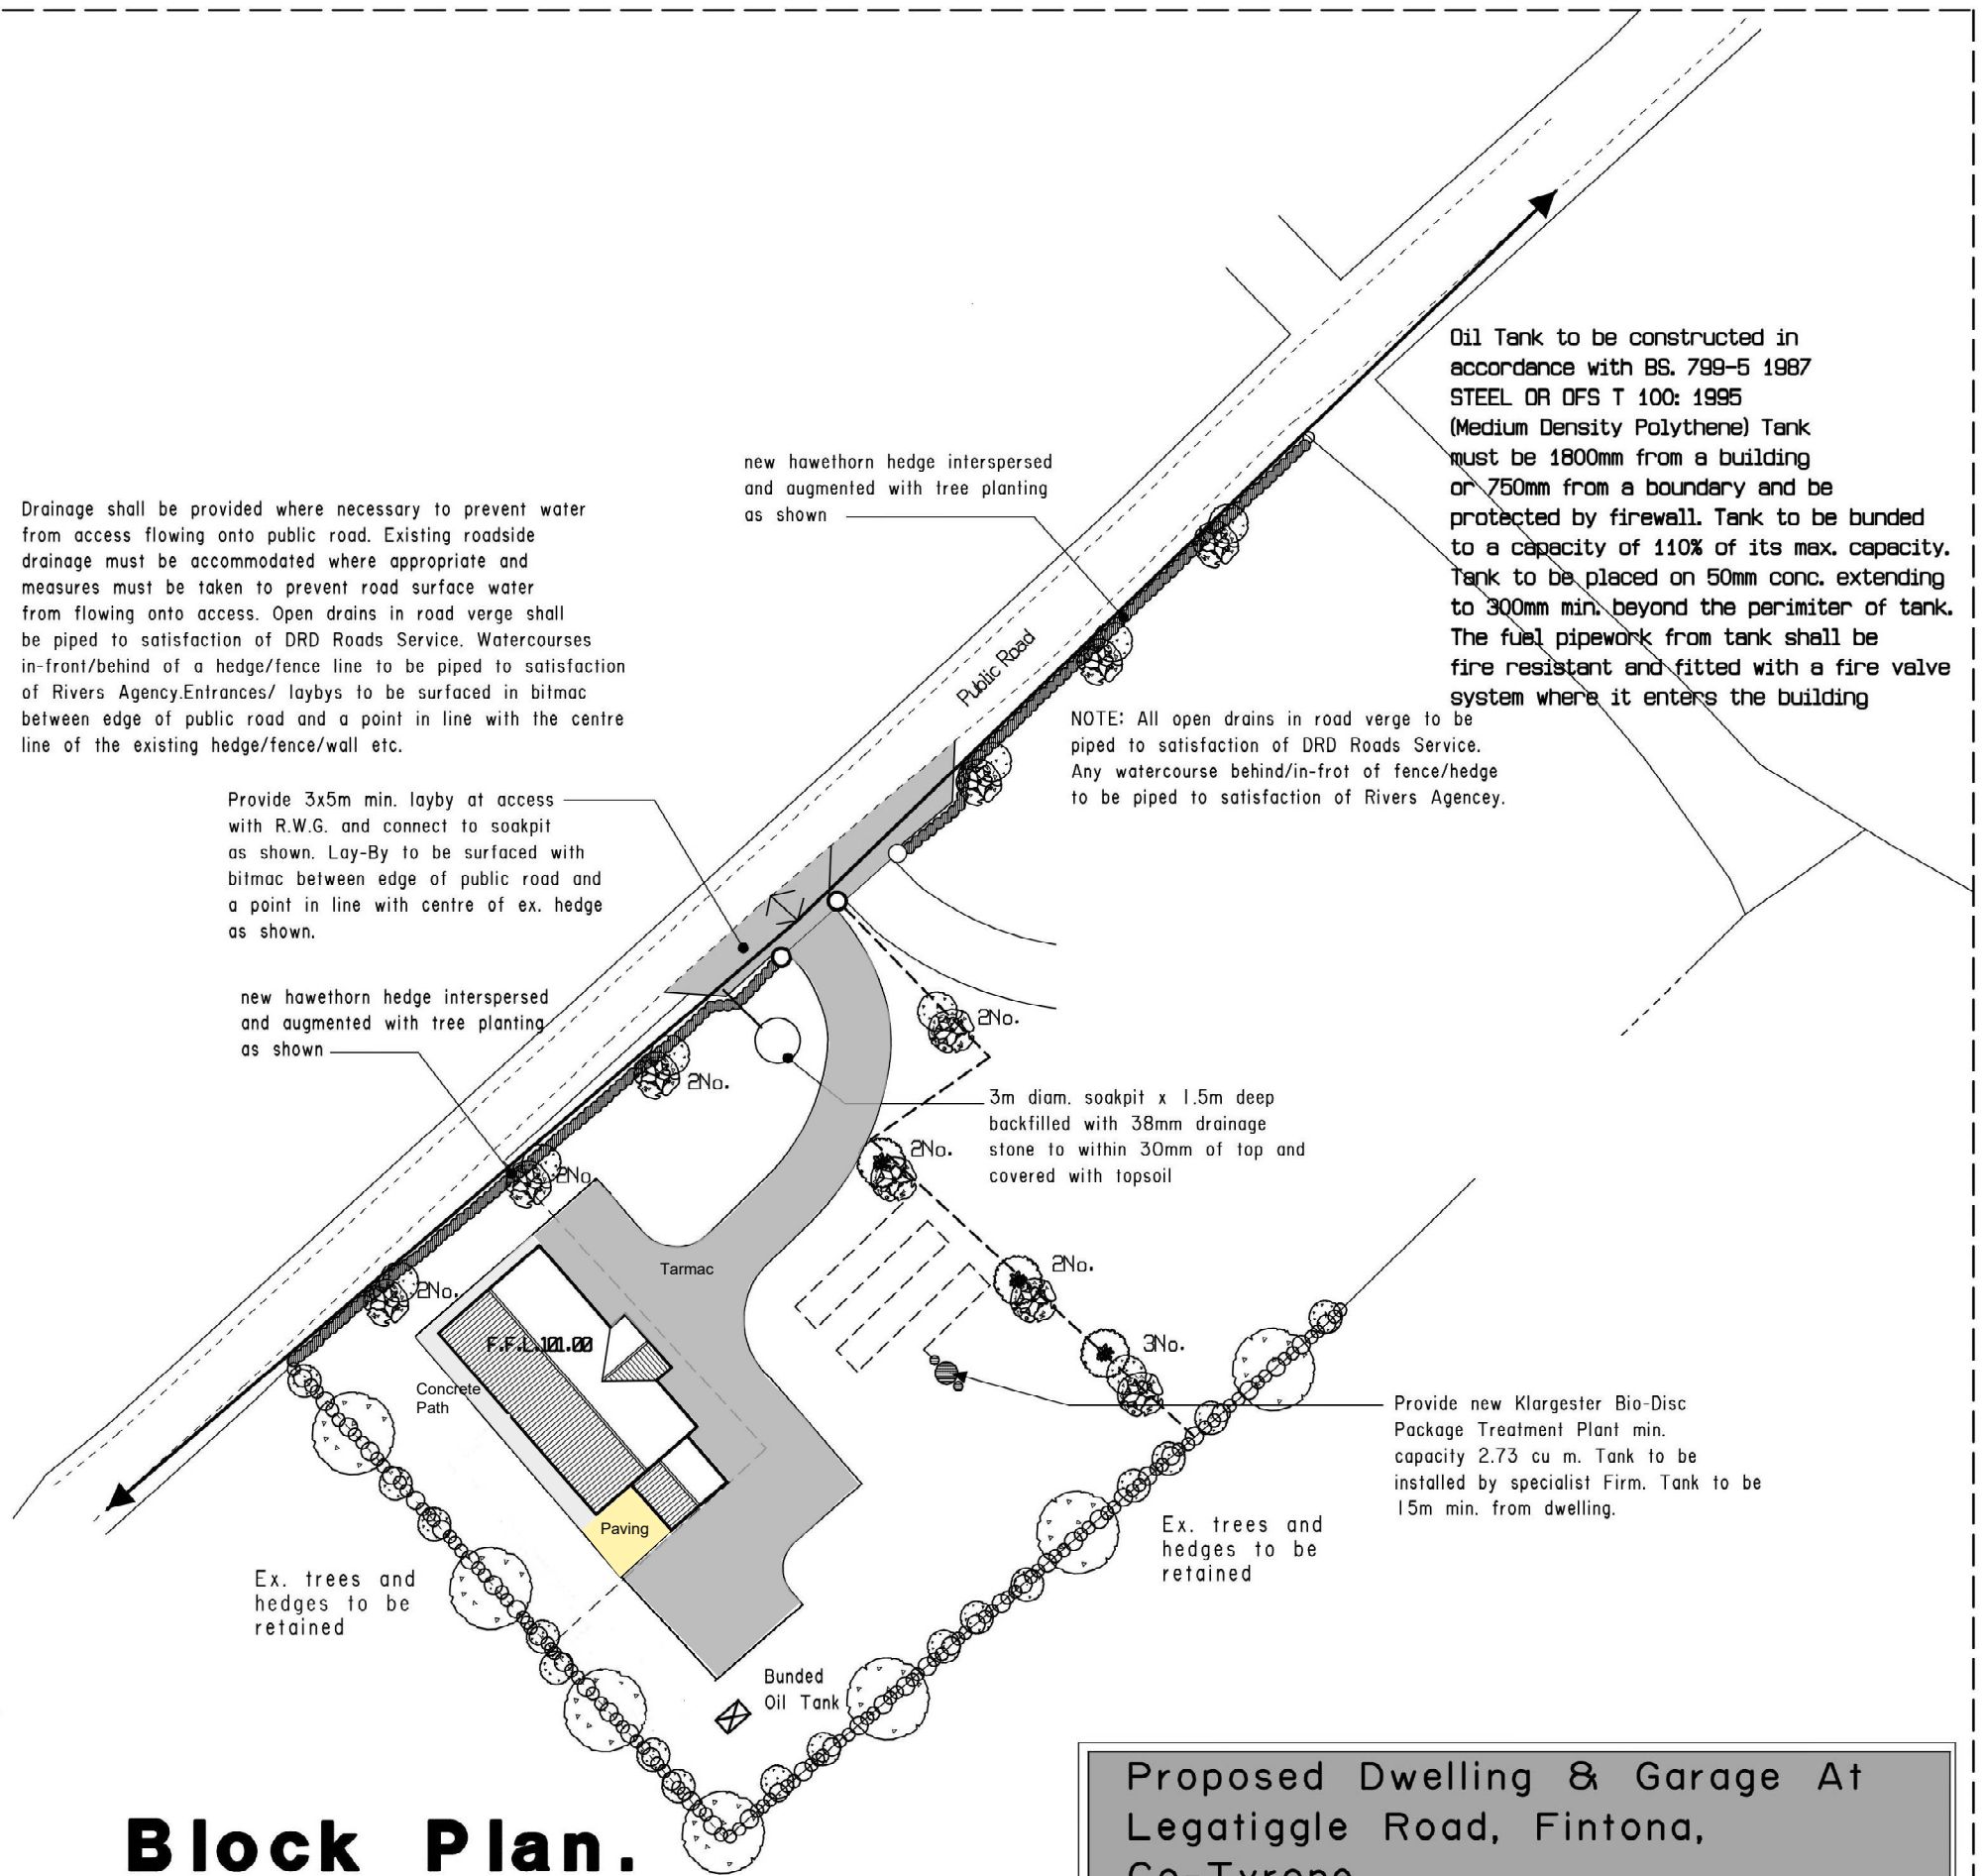 Oil Tank to be constructed in
accordance with BS. 799-5 1987
STEEL OR OFS T 100: 1995
(Medium Density Polythene) Tank
must be 1800mm from a building
or 750mm from a boundary and be
protected by firewall. Tank to be bunded
to a capacity of 110% of its max. capacity.
Tank to be placed on 50mm conc. extending
to 300mm min. beyond the perimiter of tank.
The fuel pipework from tank shall be
fire resistant and fitted with a fire valve
system where it enters the building
new hawethorn hedge interspersed
and augmented with tree planting
as shown
Drainage shall be provided where necessary to prevent water
from access flowing onto public road. Existing roadside
drainage must be accommodated where appropriate and
measures must be taken to prevent road surface water
from flowing onto access. Open drains in road verge shall
be piped to satisfaction of DRD Roads Service. Watercourses
in-front/behind of a hedge/fence line to be piped to satisfaction
of Rivers Agency.Entrances/ laybys to be surfaced in bitmac
between edge of public road and a point in line with the centre
line of the existing hedge/fence/wall etc.
Public Road
NOTE: All open drains in road verge to be
piped to satisfaction of DRD Roads Service.
Any watercourse behind/in-frot of fence/hedge
to be piped to satisfaction of Rivers Agencey.
Provide 3x5m min. layby at access
with R.W.G. and connect to soakpit
as shown. Lay-By to be surfaced with
bitmac between edge of public road and
a point in line with centre of ex. hedge
as shown.
new hawethorn hedge interspersed
and augmented with tree planting
as shown
2No.
2No.
3m diam. soakpit x 1.5m deep
backfilled with 38mm drainage
stone to within 30mm of top and
covered with topsoil
2No.
2No.
2No.
2No.
3No.
Tarmac
F.F.L.101.00
Concrete
Path
Paving
Provide new Klargester Bio-Disc
Package Treatment Plant min.
capacity 2.73 cu m. Tank to be
installed by specialist Firm. Tank to be
15m min. from dwelling.
Ex. trees and
hedges to be
retained
Ex. trees and
hedges to be
retained
Bunded
Oil Tank
Block Plan.
Proposed Dwelling & Garage At
Legatiggle Road, Fintona,
Co-Tyrone